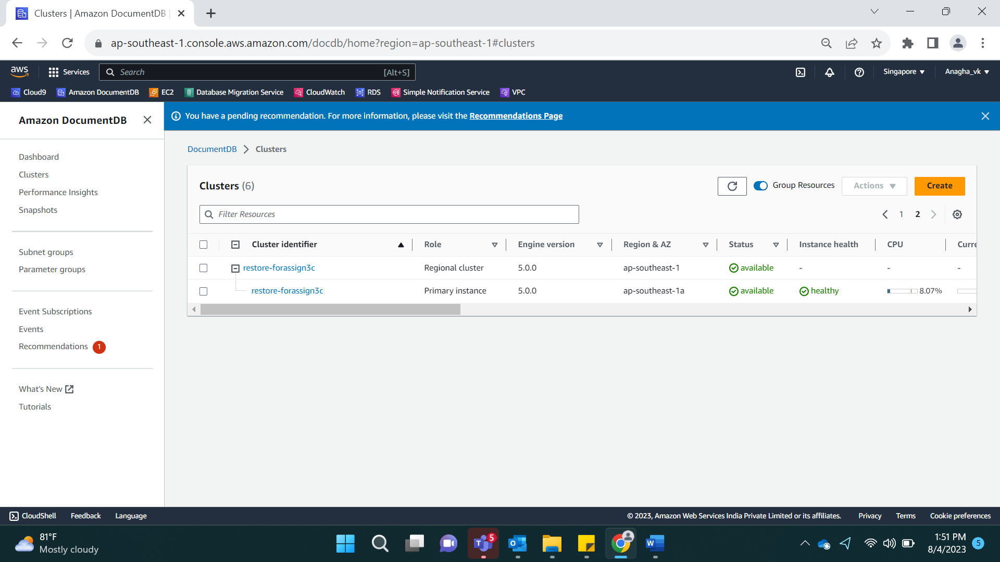 Clusters | Amazon DocumentDB
ap-southeast-1.console.aws.amazon.com/docdb/home?region=ap-southeast-1#clusters
aws Services Search [Alt+S] Singapore Anagha_vk
Cloud9 Amazon DocumentDB EC2 Database Migration Service CloudWatch RDS Simple Notification Service VPC
Amazon DocumentDB
You have a pending recommendation. For more information, please visit the Recommendations Page
Dashboard
Clusters
Performance Insights
Snapshots
Subnet groups
Parameter groups
Event Subscriptions
Events
Recommendations 1
What's New
Tutorials
DocumentDB Clusters
Clusters (6) Group Resources Actions Create
Filter Resources 1 2
Cluster identifier Role Engine version Region & AZ Status Instance health CPU Curre
restore-forassign3c Regional cluster 5.0.0 ap-southeast-1 available - - -
restore-forassign3c Primary instance 5.0.0 ap-southeast-1a available healthy 8.07%
CloudShell Feedback Language © 2023, Amazon Web Services India Private Limited or its affiliates. Privacy Terms Cookie preferences
81°F
Mostly cloudy
5
1:51 PM
8/4/2023 5